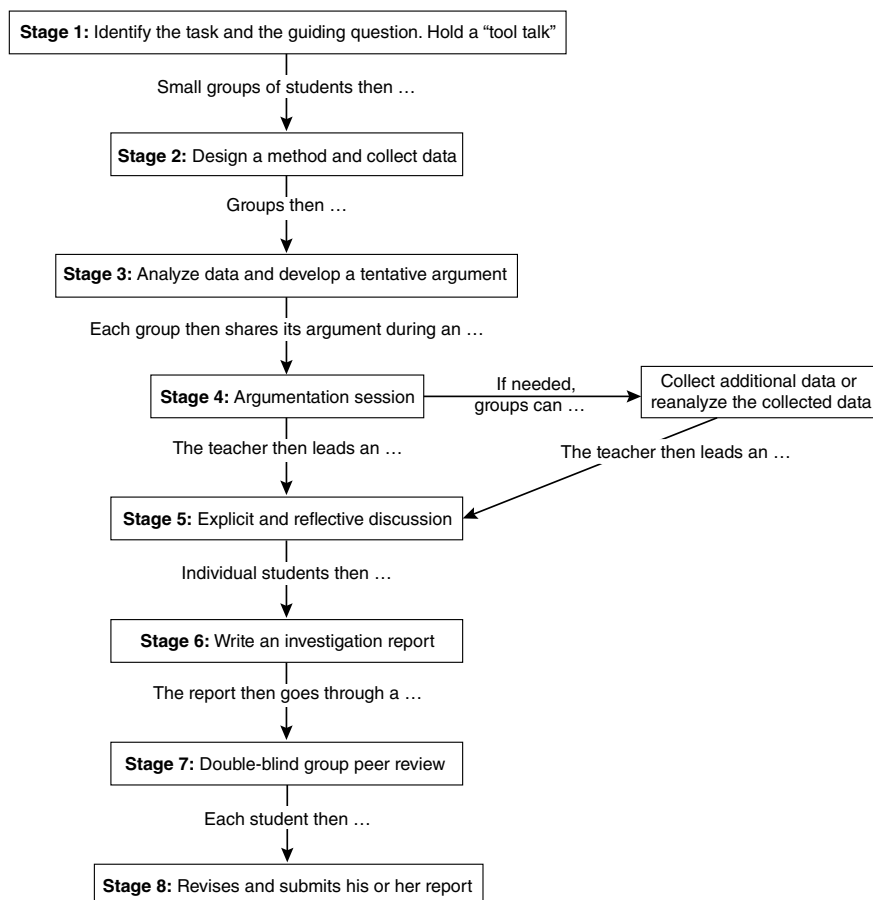 Stage 1: Identify the task and the guiding question. Hold a “tool talk”
Small groups of students then …
Stage 2: Design a method and collect data
Groups then …
Stage 3: Analyze data and develop a tentative argument
Each group then shares its argument during an …
Stage 4: Argumentation session
If needed,
groups can …
Collect additional data or
reanalyze the collected data
The teacher then leads an …
The teacher then leads an …
Stage 5: Explicit and reflective discussion
Individual students then …
Stage 6: Write an investigation report
The report then goes through a …
Stage 7: Double-blind group peer review
Each student then …
Stage 8: Revises and submits his or her report